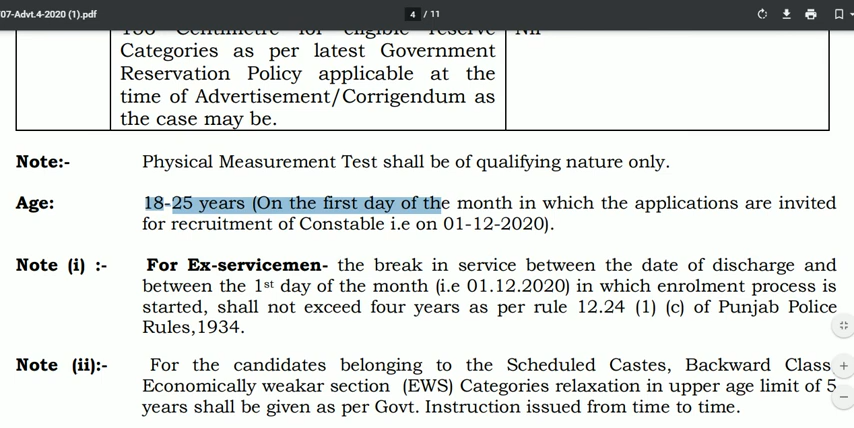 07-Advt.4-2020 (1).pdf
4 / 11
Categories as per latest Government
Reservation Policy applicable at the
time of Advertisement/Corrigendum as
the case may be.
Note:- Physical Measurement Test shall be of qualifying nature only.
Age: 18-25 years (On the first day of the month in which the applications are invited
for recruitment of Constable i.e on 01-12-2020).
Note (i) :- For Ex-servicemen- the break in service between the date of discharge and
between the 1st day of the month (i.e 01.12.2020) in which enrolment process is
started, shall not exceed four years as per rule 12.24 (1) (c) of Punjab Police
Rules,1934.
Note (ii):- For the candidates belonging to the Scheduled Castes, Backward Class
Economically weakar section (EWS) Categories relaxation in upper age limit of 5
years shall be given as per Govt. Instruction issued from time to time.